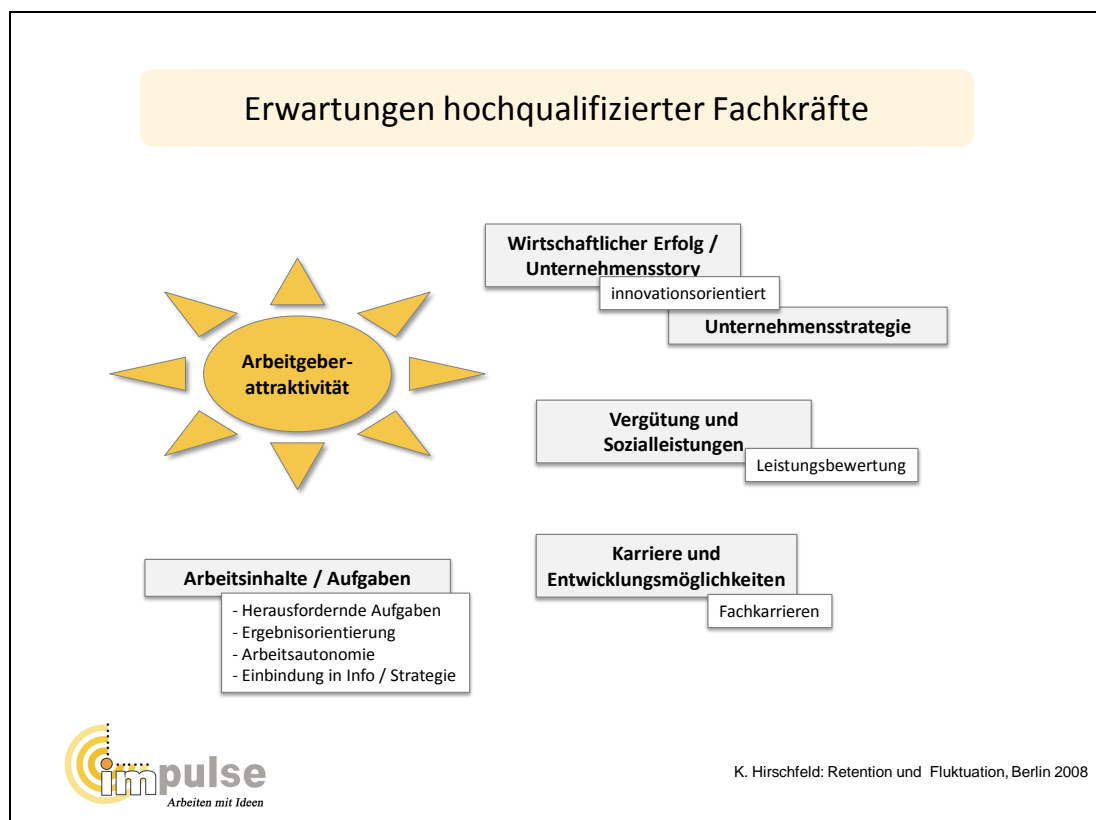 Erwartungen hochqualifizierter Fachkräfte
Wirtschaftlicher Erfolg /
Unternehmensstory
innovationsorientiert
Unternehmensstrategie
Arbeitgeber-
attraktivität
Vergütung und
Sozialleistungen
Leistungsbewertung
Karriere und
Entwicklungsmöglichkeiten
Fachkarrieren
Arbeitsinhalte / Aufgaben
- Herausfordernde Aufgaben
- Ergebnisorientierung
- Arbeitsautonomie
- Einbindung in Info / Strategie
impulse
Arbeiten mit Ideen
K. Hirschfeld: Retention und Fluktuation, Berlin 2008